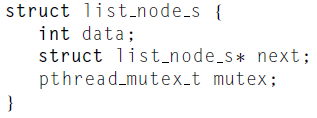 struct list_node_s {
   int data;
   struct list_node_s* next;
   pthread_mutex_t mutex;
}